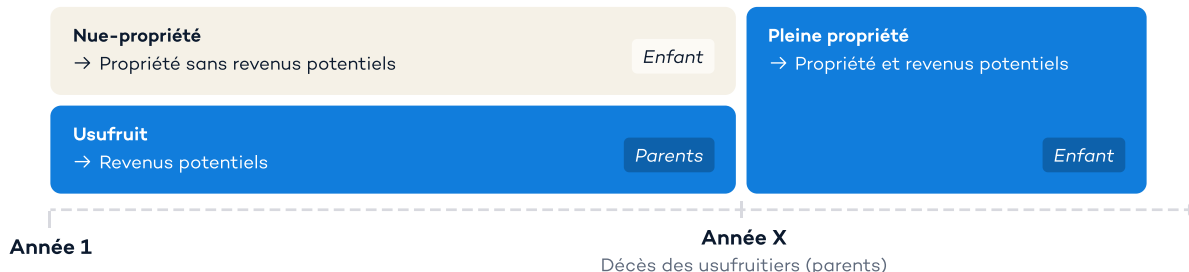 Nue-propriété
→ Propriété sans revenus potentiels
Enfant
Usufruit
→ Revenus potentiels
Parents
Pleine propriété
→ Propriété et revenus potentiels
Enfant
Année 1
Année X
Décès des usufruitiers (parents)